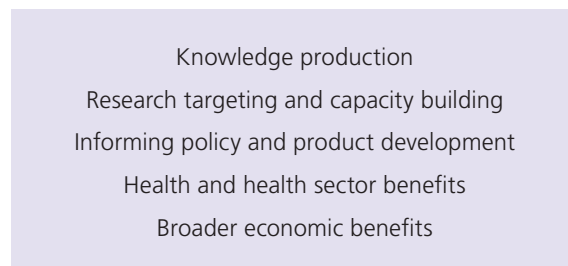 Knowledge production
Research targeting and capacity building
Informing policy and product development
Health and health sector benefits
Broader economic benefits